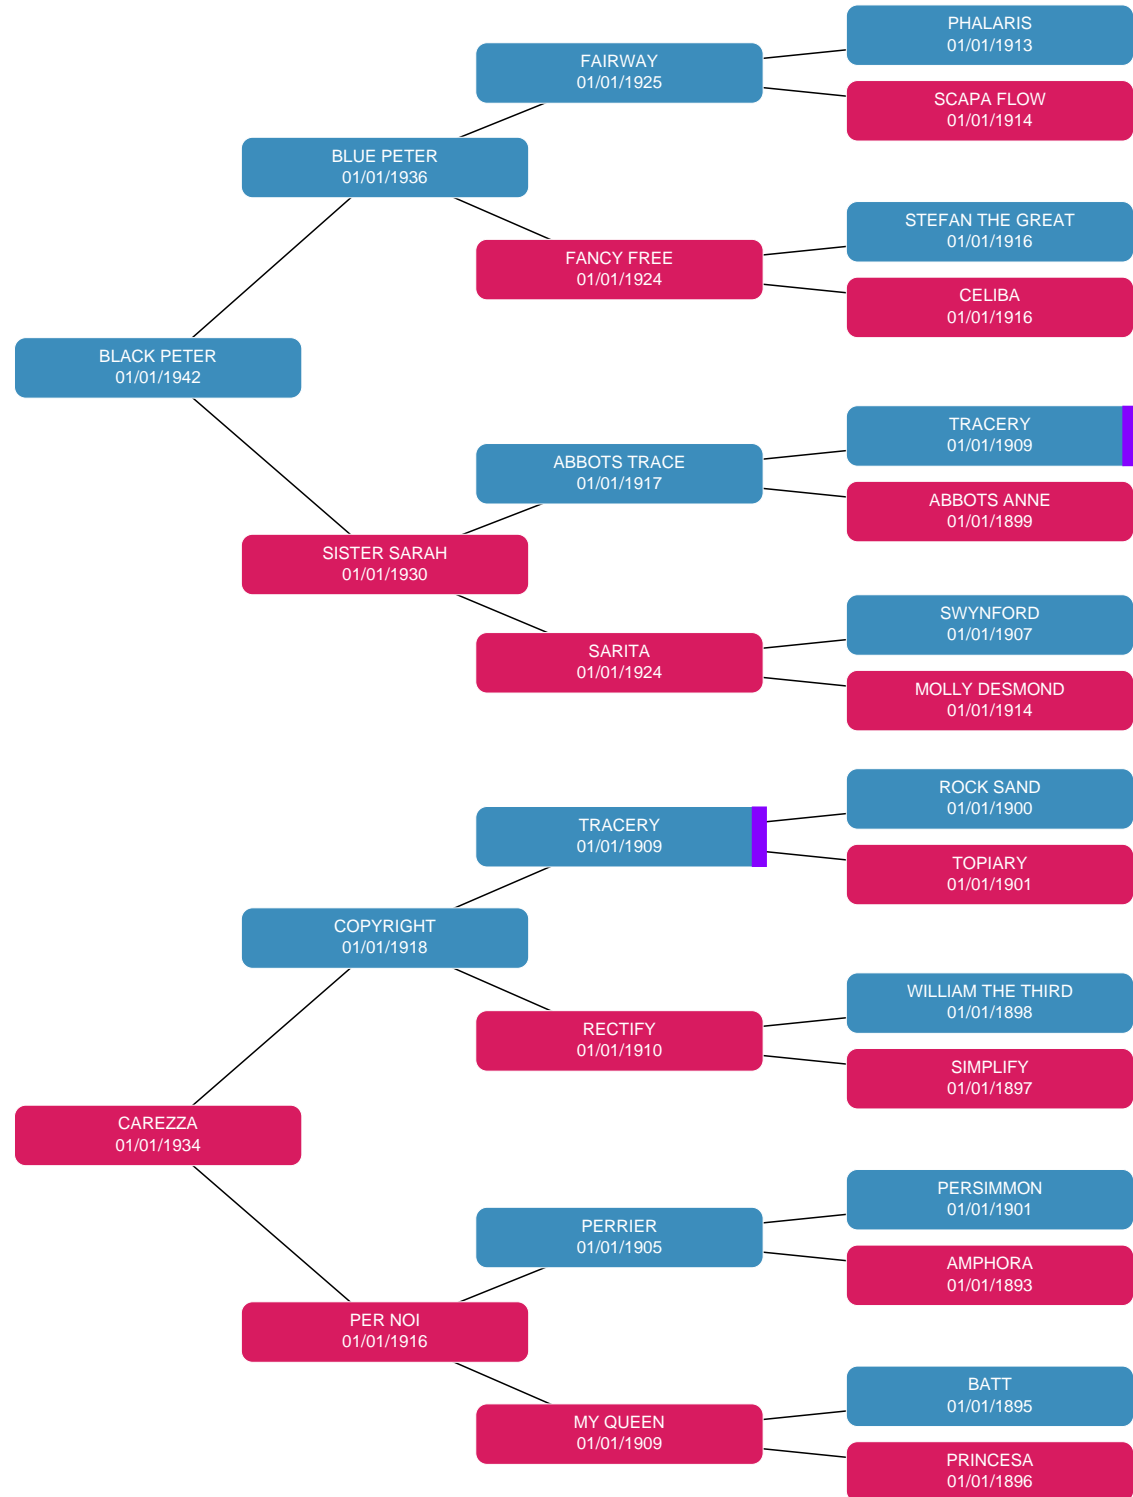 PHALARIS
01/01/1913
FAIRWAY
01/01/1925
SCAPA FLOW
01/01/1914
BLUE PETER
01/01/1936
STEFAN THE GREAT
01/01/1916
FANCY FREE
01/01/1924
CELIBA
01/01/1916
BLACK PETER
01/01/1942
TRACERY
01/01/1909
ABBOTS TRACE
01/01/1917
ABBOTS ANNE
01/01/1899
SISTER SARAH
01/01/1930
SWYNFORD
01/01/1907
SARITA
01/01/1924
MOLLY DESMOND
01/01/1914
ROCK SAND
01/01/1900
TRACERY
01/01/1909
TOPIARY
01/01/1901
COPYRIGHT
01/01/1918
WILLIAM THE THIRD
01/01/1898
RECTIFY
01/01/1910
SIMPLIFY
01/01/1897
CAREZZA
01/01/1934
PERSIMMON
01/01/1901
PERRIER
01/01/1905
AMPHORA
01/01/1893
PER NOI
01/01/1916
BATT
01/01/1895
MY QUEEN
01/01/1909
PRINCESA
01/01/1896